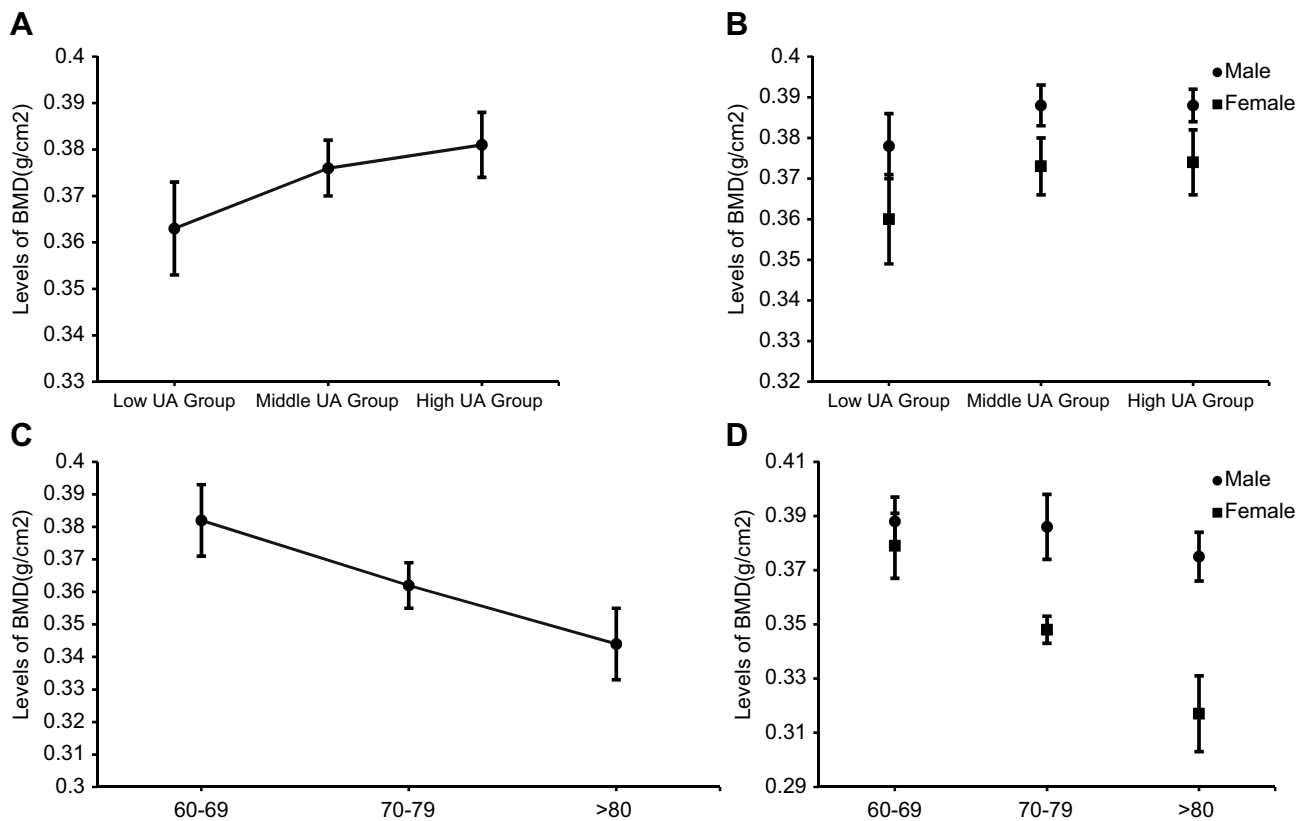 A
Levels of BMD(g/cm2)
0.4
0.39
0.38
0.37
0.36
0.35
0.34
0.33
Low UA Group Middle UA Group High UA Group
B
Levels of BMD(g/cm2)
0.4
0.39
0.38
0.37
0.36
0.35
0.34
0.33
0.32
Male
Female
Low UA Group Middle UA Group High UA Group
C
Levels of BMD(g/cm2)
0.4
0.39
0.38
0.37
0.36
0.35
0.34
0.33
0.32
0.31
0.3
60-69 70-79 >80
D
Levels of BMD(g/cm2)
0.41
0.39
0.37
0.35
0.33
0.31
0.29
Male
Female
60-69 70-79 >80